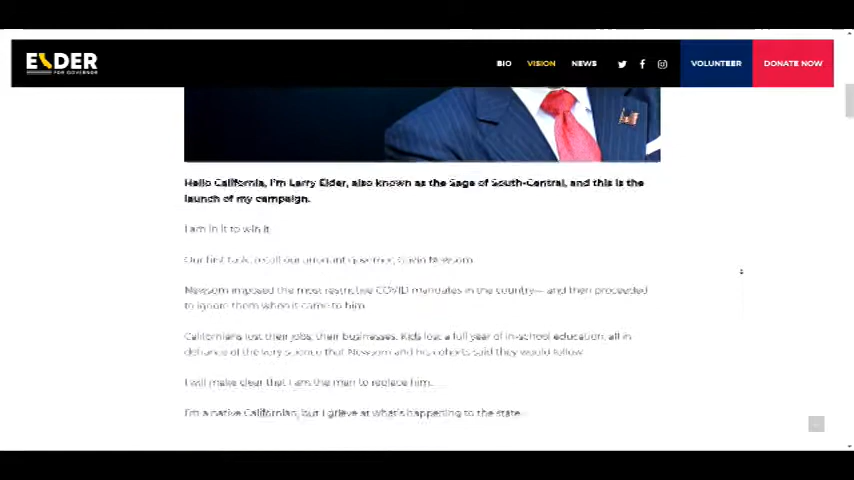 ELDER
FOR GOVERNOR
BIO VISION NEWS VOLUNTEER DONATE NOW
Hello California, I'm Larry Elder, also known as the Sage of South-Central, and this is the
launch of my campaign.
I am in it to win it.
Our first task, recall our arrogant Governor, Gavin Newsom.
Newsom imposed the most restrictive COVID mandates in the country— and then proceeded
to ignore them when it came to him.
Californians lost their jobs, their businesses. Kids lost a full year of in-school education, all in
defiance of the very science that Newsom and his cohorts said they would follow.
I will make clear that I am the man to replace him.
I'm a native Californian, but I grieve at what's happening to the state.